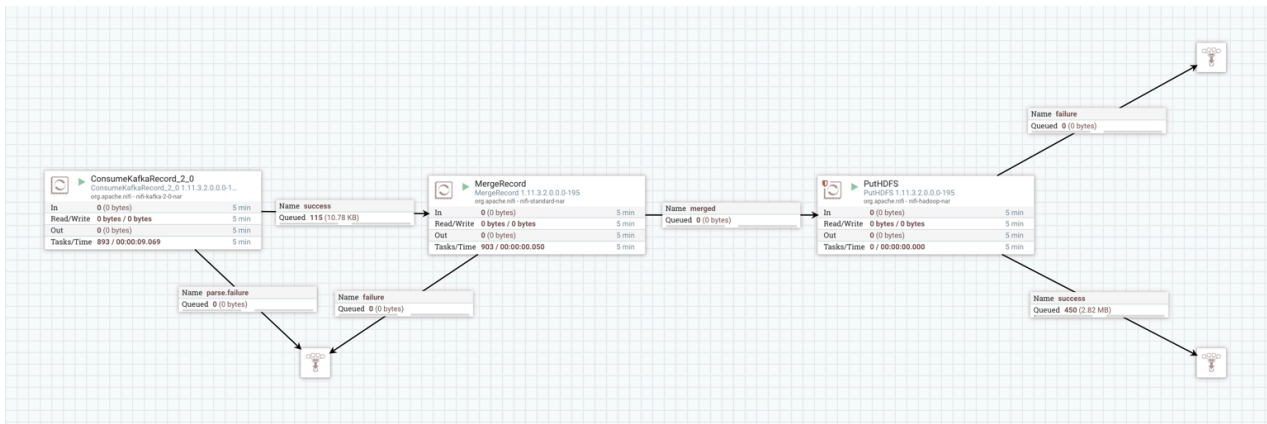 Name failure
Queued 0 (0 bytes)
ConsumeKafkaRecord_2_0
ConsumeKafkaRecord_2_0 1.11.3.2.0.0.0-1...
org.apache.nifi - nifi-kafka-2-0-nar
In 0 (0 bytes) 5 min
Read/Write 0 bytes / 0 bytes 5 min
Out 0 (0 bytes) 5 min
Tasks/Time 893 / 00:00:09.069 5 min
Name success
Queued 115 (10.78 KB)
MergeRecord
MergeRecord 1.11.3.2.0.0.0-195
org.apache.nifi - nifi-standard-nar
In 0 (0 bytes) 5 min
Read/Write 0 bytes / 0 bytes 5 min
Out 0 (0 bytes) 5 min
Tasks/Time 903 / 00:00:00.050 5 min
Name merged
Queued 0 (0 bytes)
PutHDFS
PutHDFS 1.11.3.2.0.0.0-195
org.apache.nifi - nifi-hadoop-nar
In 0 (0 bytes) 5 min
Read/Write 0 bytes / 0 bytes 5 min
Out 0 (0 bytes) 5 min
Tasks/Time 0 / 00:00:00.000 5 min
Name parse.failure
Queued 0 (0 bytes)
Name failure
Queued 0 (0 bytes)
Name success
Queued 450 (2.82 MB)